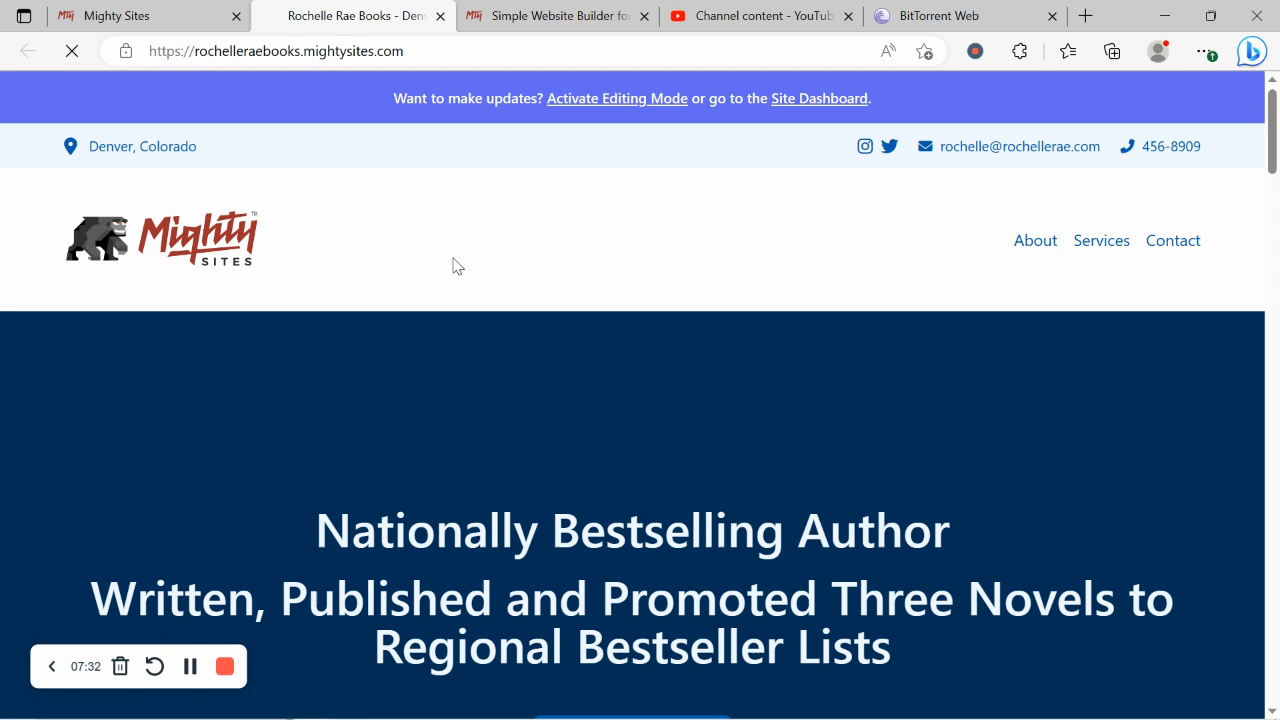 Mighty Sites
Rochelle Rae Books - Den
Simple Website Builder fo
Channel content - YouTub
BitTorrent Web
https://rochelleraebooks.mightysites.com
Want to make updates? Activate Editing Mode or go to the Site Dashboard.
Denver, Colorado
rochelle@rochellerae.com
456-8909
Mighty SITES ™
About Services Contact
Nationally Bestselling Author
Written, Published and Promoted Three Novels to
Regional Bestseller Lists
07:32